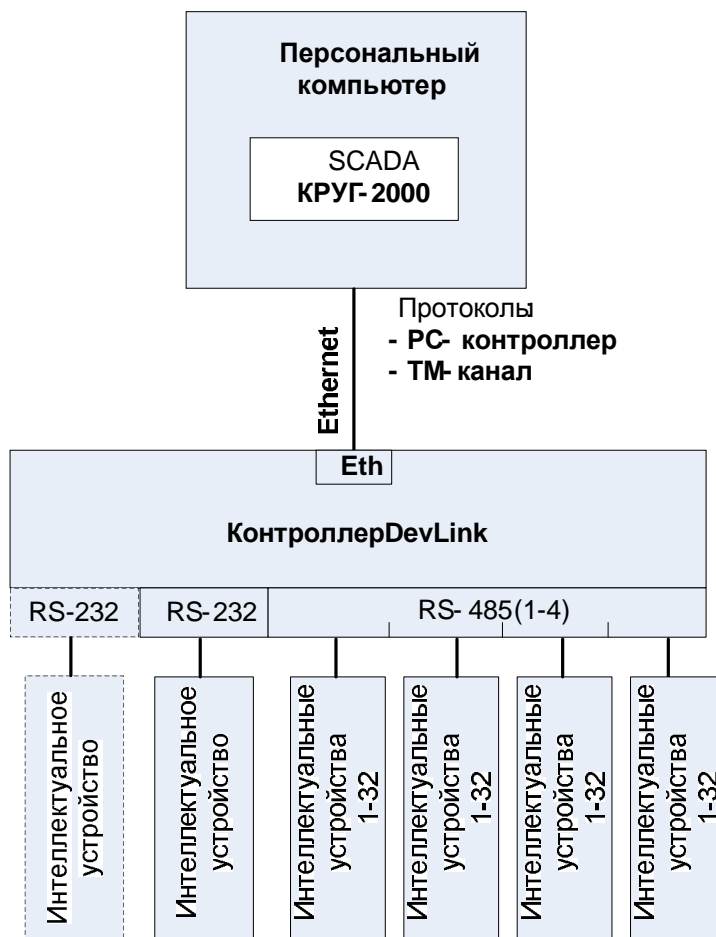 Персональный
компьютер
SCADA
КРУГ-2000
Ethernet
Протоколы
- PC- контроллер
- ТМ- канал
Eth
КонтроллерDevLink
RS-232
RS-232
RS-485(1-4)
Интеллектуальное
устройство
Интеллектуальное
устройство
Интеллектуальные
устройства
1-32
Интеллектуальные
устройства
1-32
Интеллектуальные
устройства
1-32
Интеллектуальные
устройства
1-32